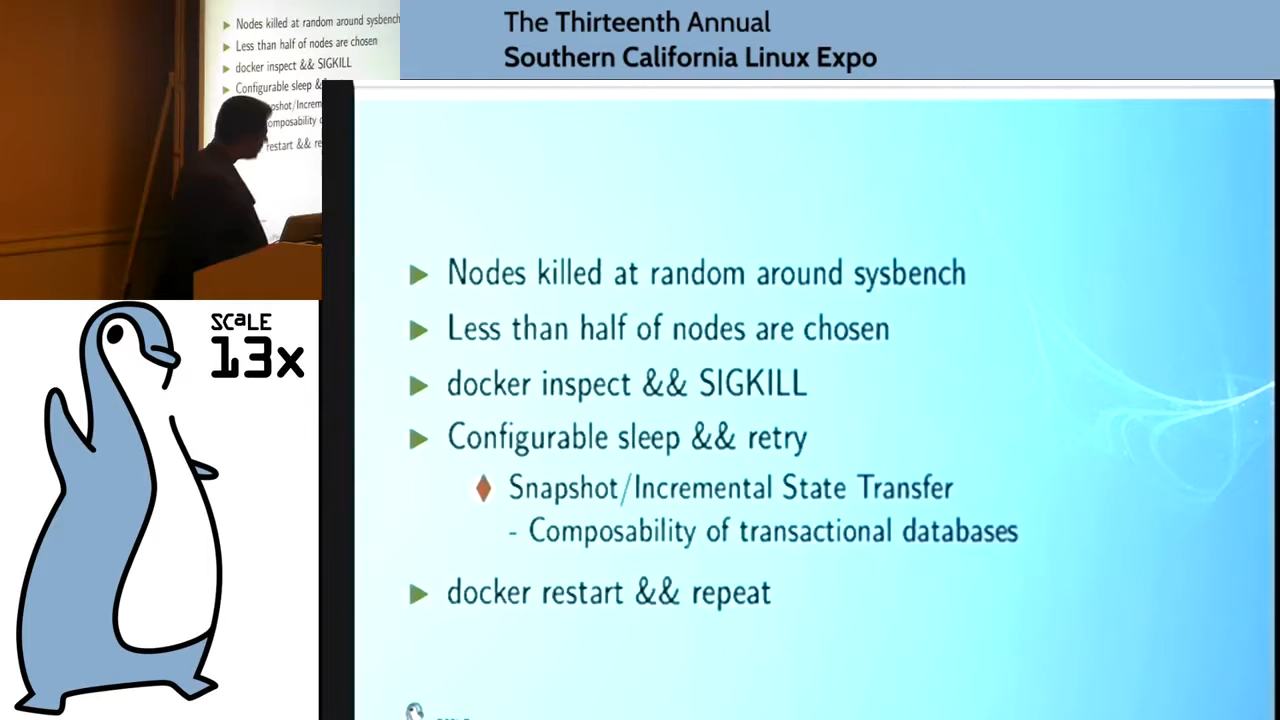 The Thirteenth Annual
Southern California Linux Expo
Nodes killed at random around sysbench
Less than half of nodes are chosen
docker inspect && SIGKILL
Configurable sleep &
pshot/Increm
omposability
restart && re
SCALE
13x
Nodes killed at random around sysbench
Less than half of nodes are chosen
docker inspect && SIGKILL
Configurable sleep && retry
Snapshot/Incremental State Transfer
- Composability of transactional databases
docker restart && repeat